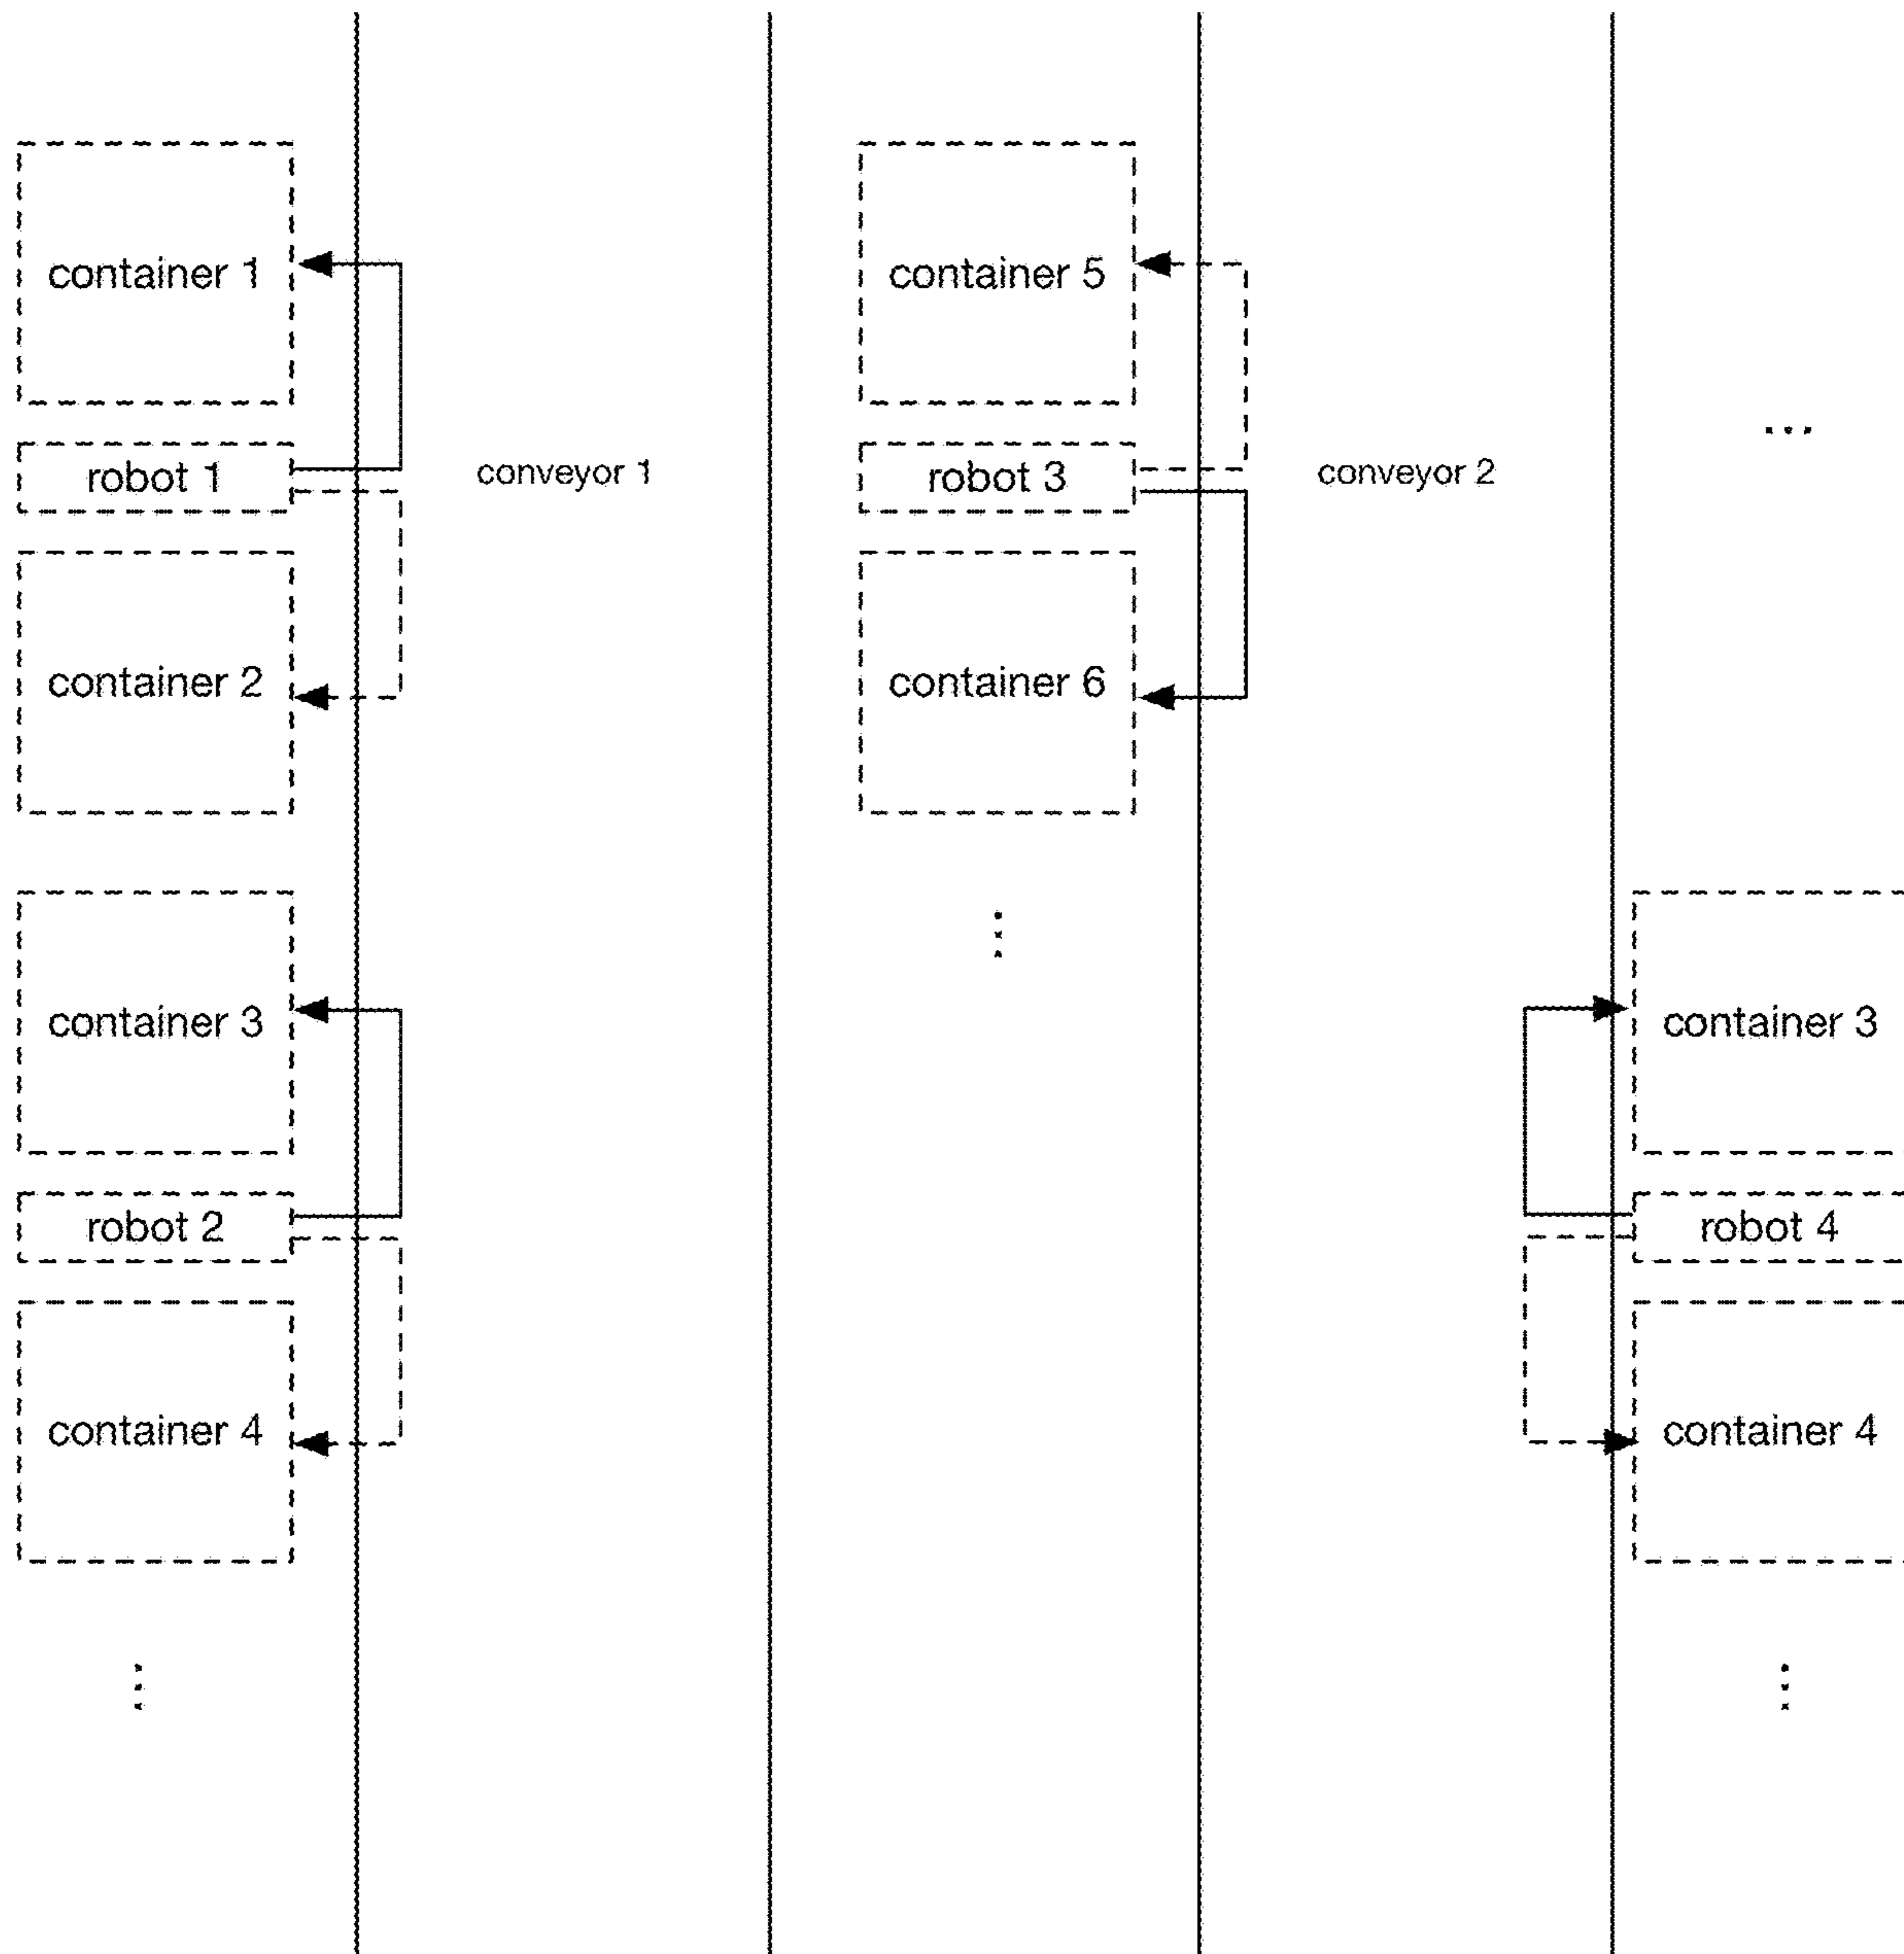 container 1
robot 1
container 2
container 3
robot 2
container 4
conveyor 1
container 5
robot 3
container 6
conveyor 2
...
container 3
robot 4
container 4